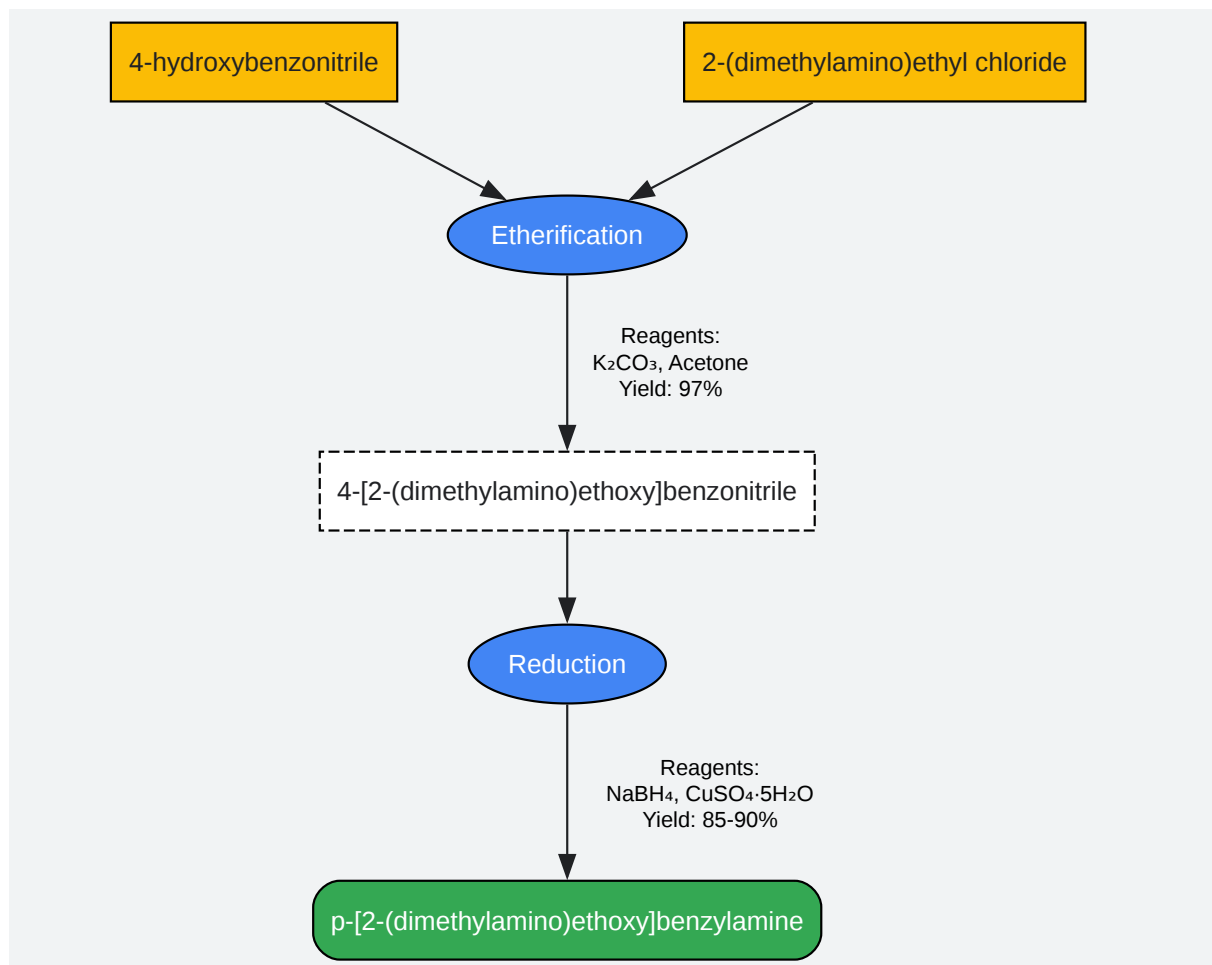 4-hydroxybenzonitrile
2-(dimethylamino)ethyl chloride
Etherification
Reagents:
K₂CO₃, Acetone
Yield: 97%
4-[2-(dimethylamino)ethoxy]benzonitrile
Reduction
Reagents:
NaBH₄, CuSO₄·5H₂O
Yield: 85-90%
p-[2-(dimethylamino)ethoxy]benzylamine